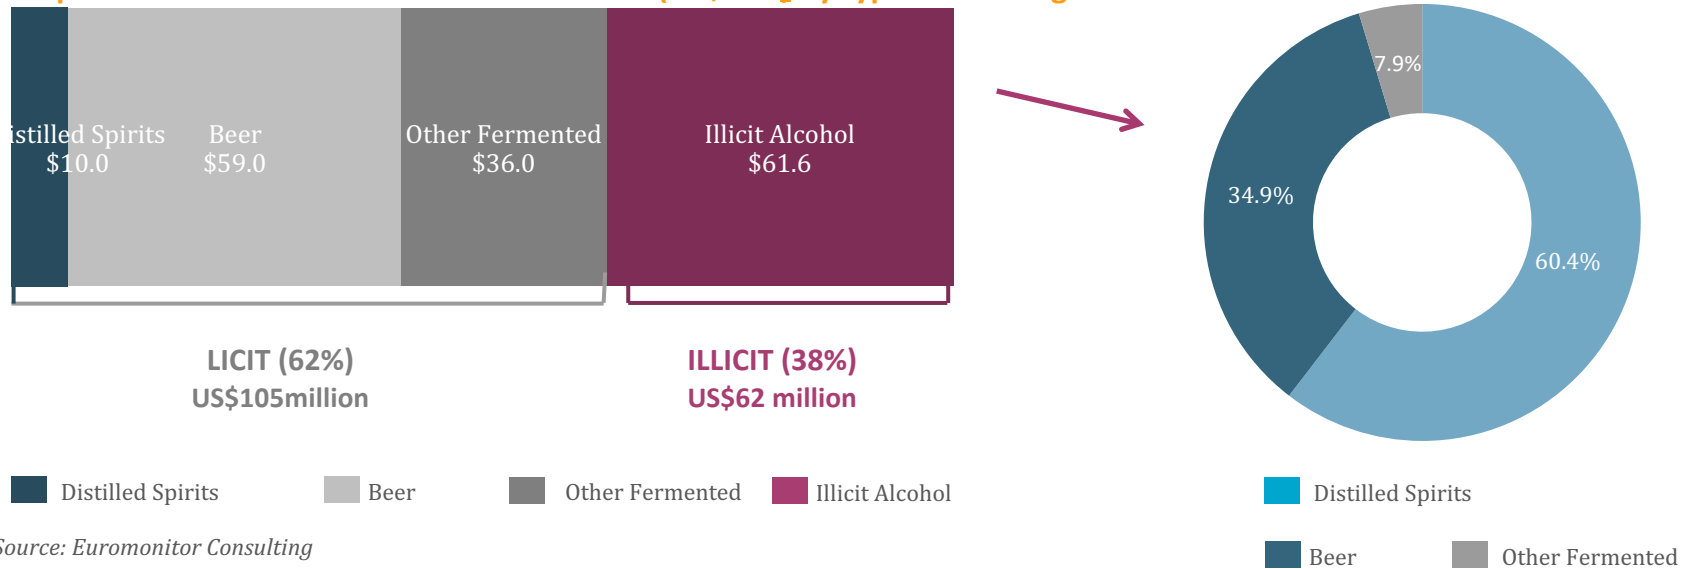 istilled Spirits
$10.0
Beer
$59.0
Other Fermented
$36.0
Illicit Alcohol
$61.6
7.9%
34.9%
60.4%
LICIT (62%)
US$105million
ILLICIT (38%)
US$62 million
Distilled Spirits
Beer
Other Fermented
Illicit Alcohol
Distilled Spirits
Beer
Other Fermented
Source: Euromonitor Consulting